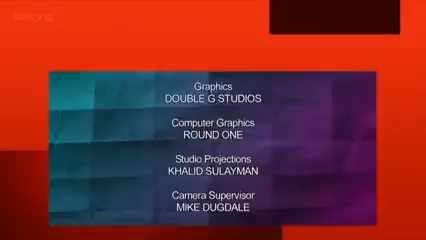 Graphics
DOUBLE G STUDIOS
Computer Graphics
ROUND ONE
Studio Projections
KHALID SULAYMAN
Camera Supervisor
MIKE DUGDALE